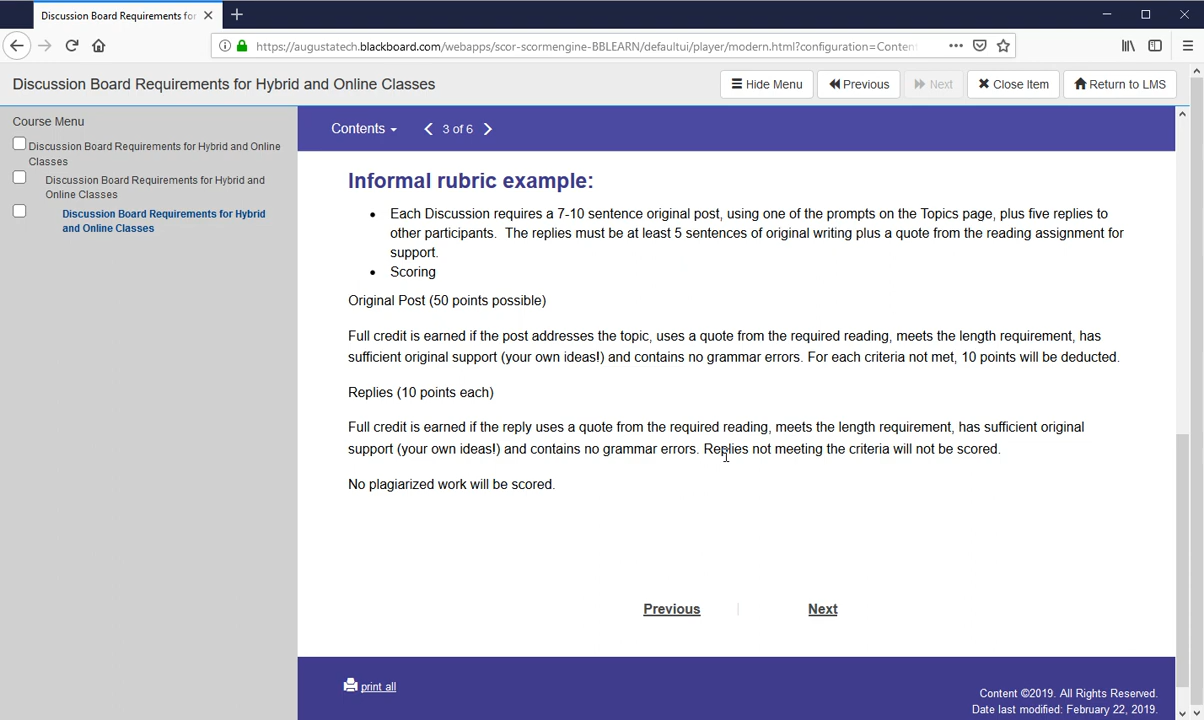 Discussion Board Requirements for
https://augustatech.blackboard.com/webapps/scor-scormengine-BBLEARN/defaultui/player/modern.html?configuration=Content
Discussion Board Requirements for Hybrid and Online Classes
Hide Menu
Previous
Next
Close Item
Return to LMS
Course Menu
Discussion Board Requirements for Hybrid and Online
Classes
Discussion Board Requirements for Hybrid and
Online Classes
Discussion Board Requirements for Hybrid
and Online Classes
Contents
3 of 6
Informal rubric example:
• Each Discussion requires a 7-10 sentence original post, using one of the prompts on the Topics page, plus five replies to
other participants. The replies must be at least 5 sentences of original writing plus a quote from the reading assignment for
support.
• Scoring
Original Post (50 points possible)
Full credit is earned if the post addresses the topic, uses a quote from the required reading, meets the length requirement, has
sufficient original support (your own ideas!) and contains no grammar errors. For each criteria not met, 10 points will be deducted.
Replies (10 points each)
Full credit is earned if the reply uses a quote from the required reading, meets the length requirement, has sufficient original
support (your own ideas!) and contains no grammar errors. Replies not meeting the criteria will not be scored.
No plagiarized work will be scored.
Previous
Next
print all
Content ©2019. All Rights Reserved.
Date last modified: February 22, 2019.